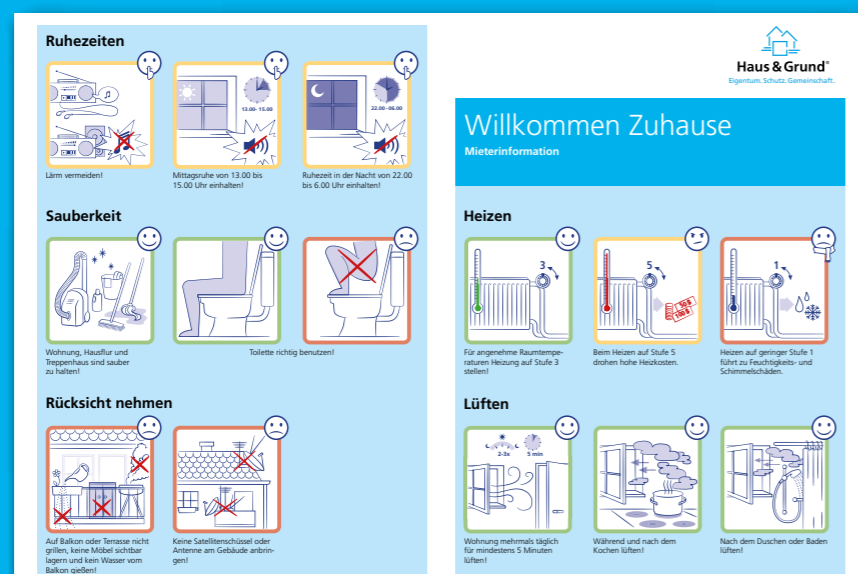 Ruhezeiten
13.00- 15.00
22.00-06.00
Lärm vermeiden!
Mittagsruhe von 13.00 bis
15.00 Uhr einhalten!
Ruhezeit in der Nacht von 22.00
bis 6.00 Uhr einhalten!
Sauberkeit
Wohnung, Hausflur und
Treppenhaus sind sauber
zu halten!
Toilette richtig benutzen!
Rücksicht nehmen
Auf Balkon oder Terrasse nicht
grillen, keine Möbel sichtbar
lagern und kein Wasser vom
Balkon gießen!
Keine Satellitenschüssel oder
Antenne am Gebäude anbrin-
gen!
Haus & Grund®
Eigentum. Schutz. Gemeinschaft.
Willkommen Zuhause
Mieterinformation
Heizen
3
5
50 $
100 $
1
Für angenehme Raumtempe-
raturen Heizung auf Stufe 3
stellen!
Beim Heizen auf Stufe 5
drohen hohe Heizkosten.
Heizen auf geringer Stufe 1
führt zu Feuchtigkeits- und
Schimmelschäden.
Lüften
2-3x
5 min
Wohnung mehrmals täglich
für mindestens 5 Minuten
lüften!
Während und nach dem
Kochen lüften!
Nach dem Duschen oder Baden
lüften!